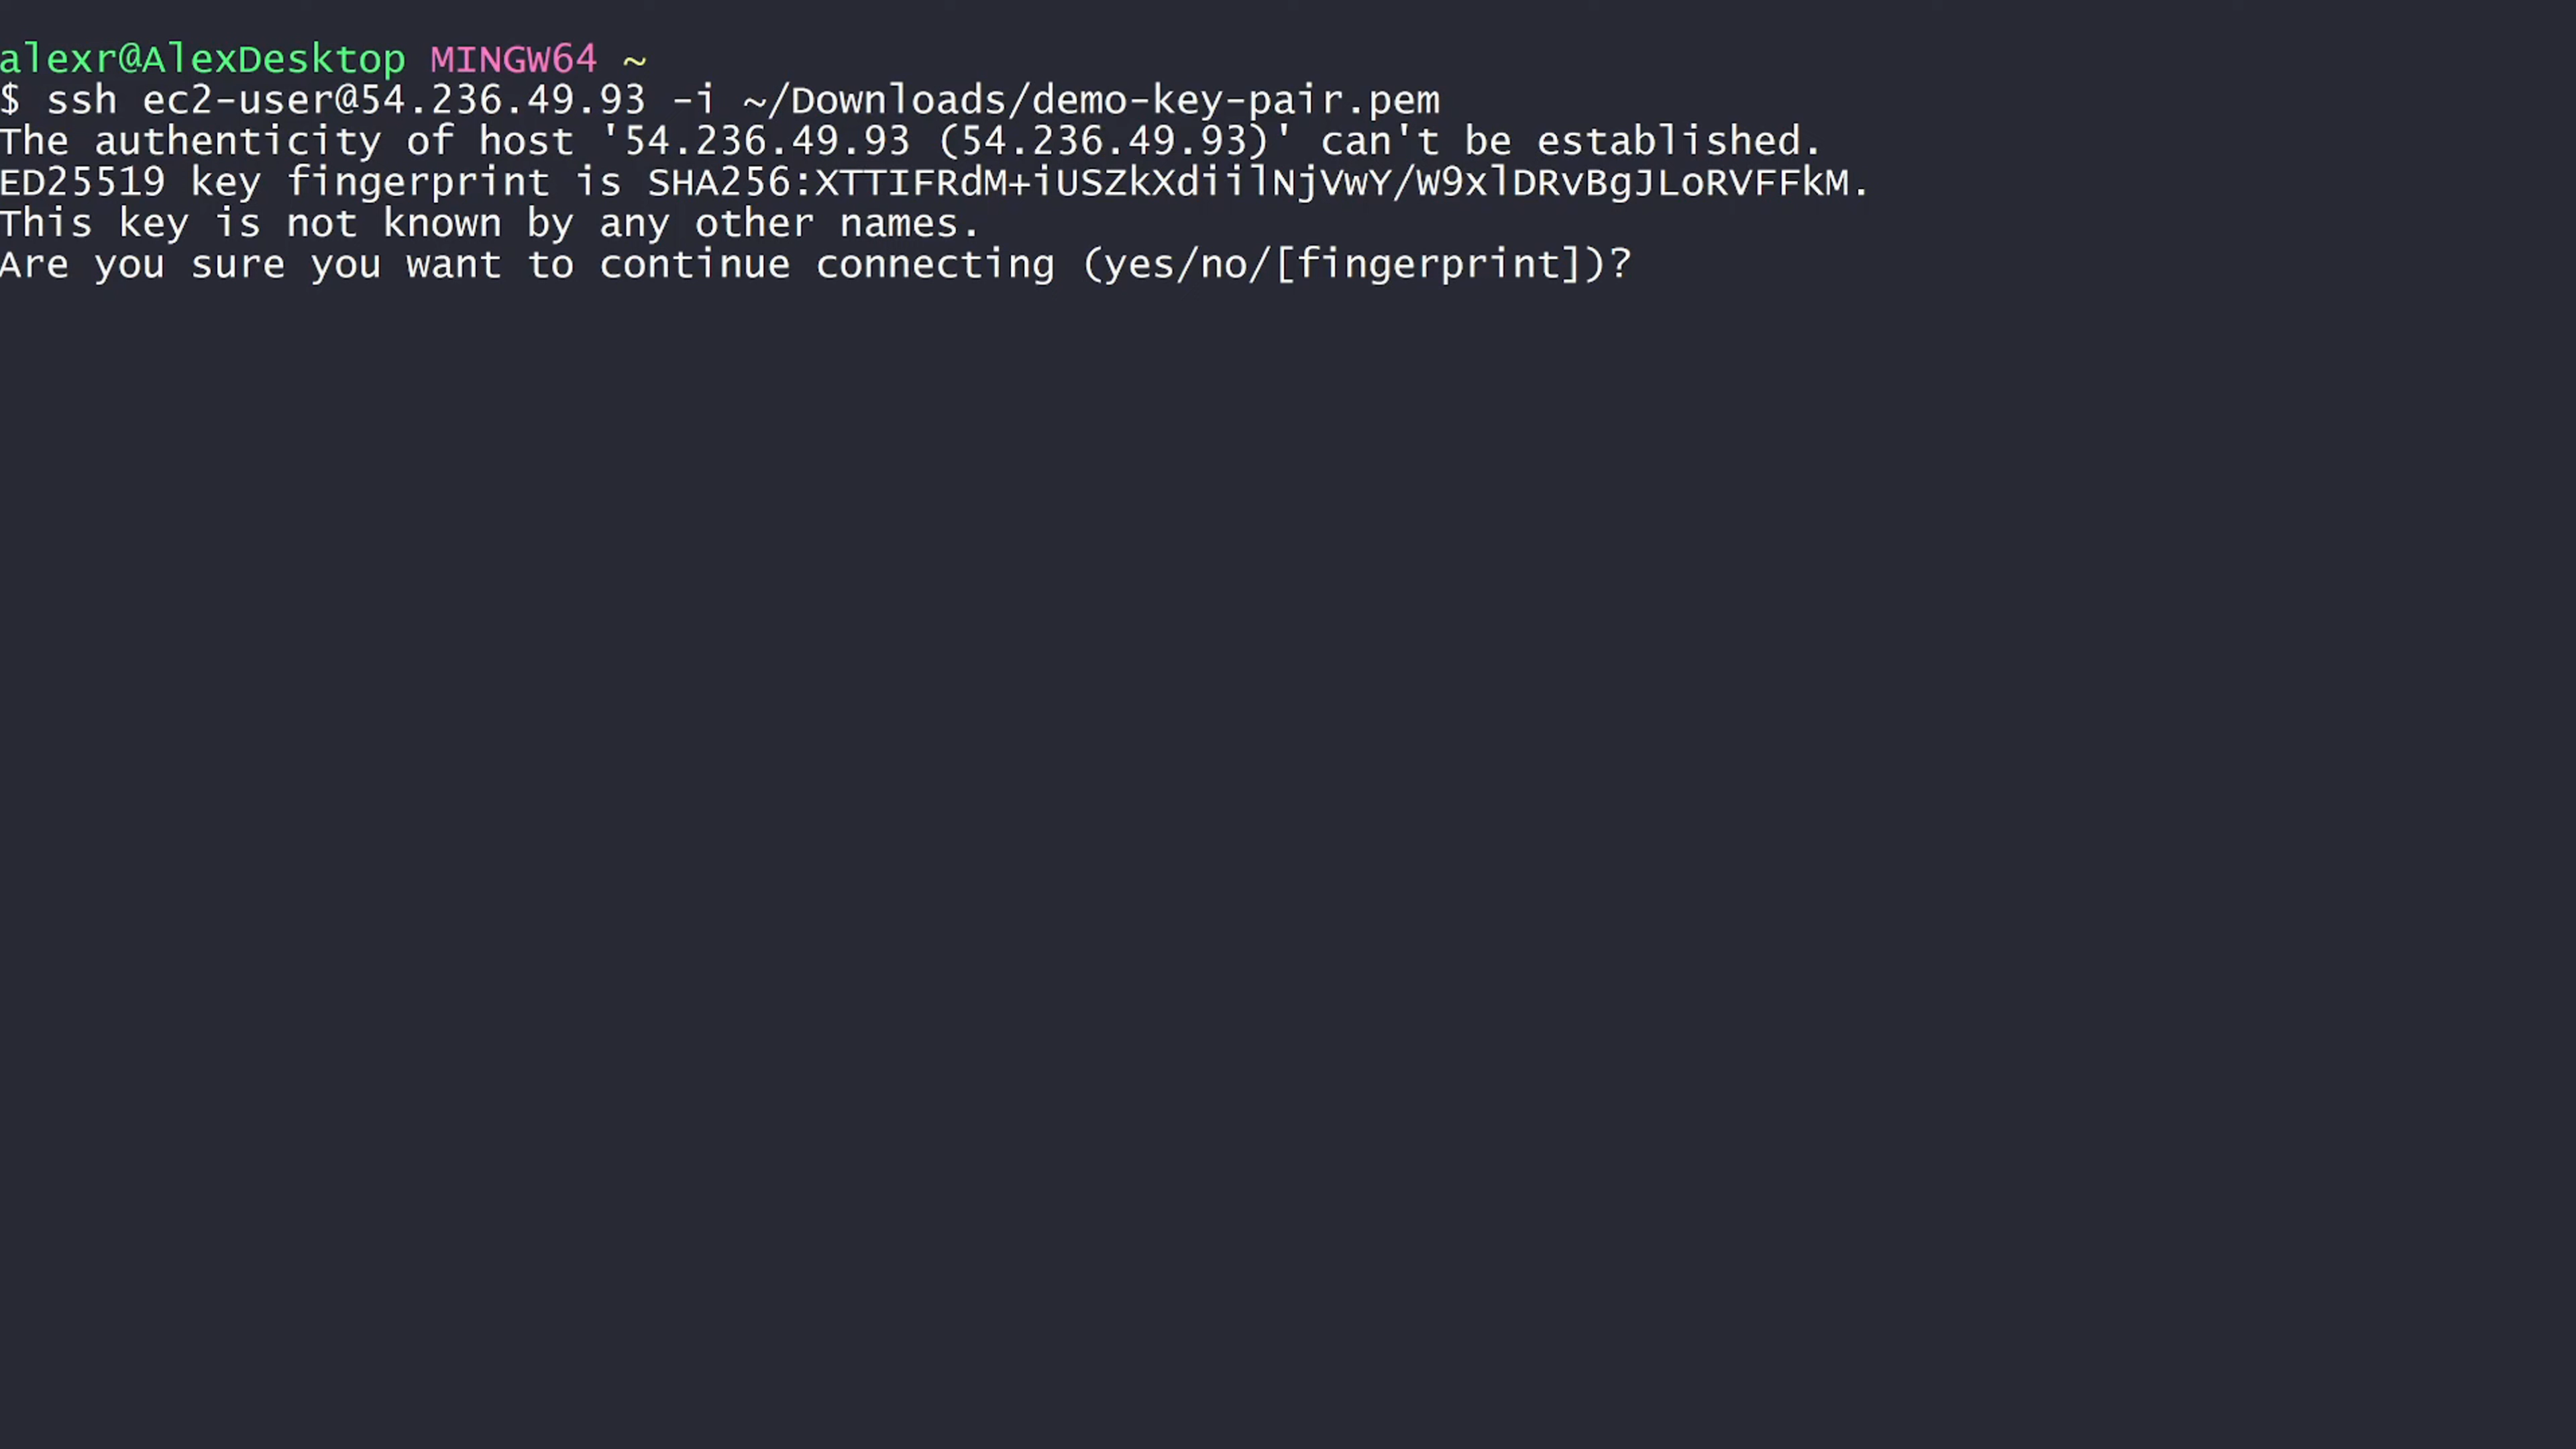 alexr@AlexDesktop MINGW64 ~
$ ssh ec2-user@54.236.49.93 -i ~/Downloads/demo-key-pair.pem
The authenticity of host '54.236.49.93 (54.236.49.93)' can't be established.
ED25519 key fingerprint is SHA256:XTTIFRdM+iUSZkXdiilNjVwY/W9xlDRvBgJLoRVFFkM.
This key is not known by any other names.
Are you sure you want to continue connecting (yes/no/[fingerprint])?